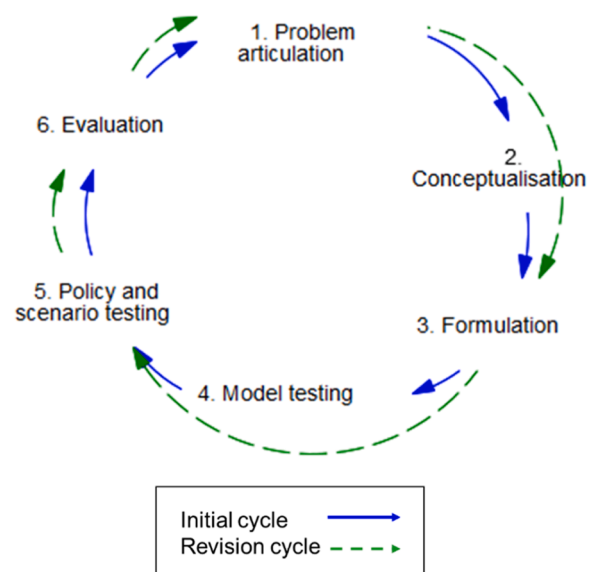 1. Problem
articulation
6. Evaluation
2.
Conceptualisation
5. Policy and
scenario testing
3. Formulation
4. Model testing
Initial cycle
Revision cycle